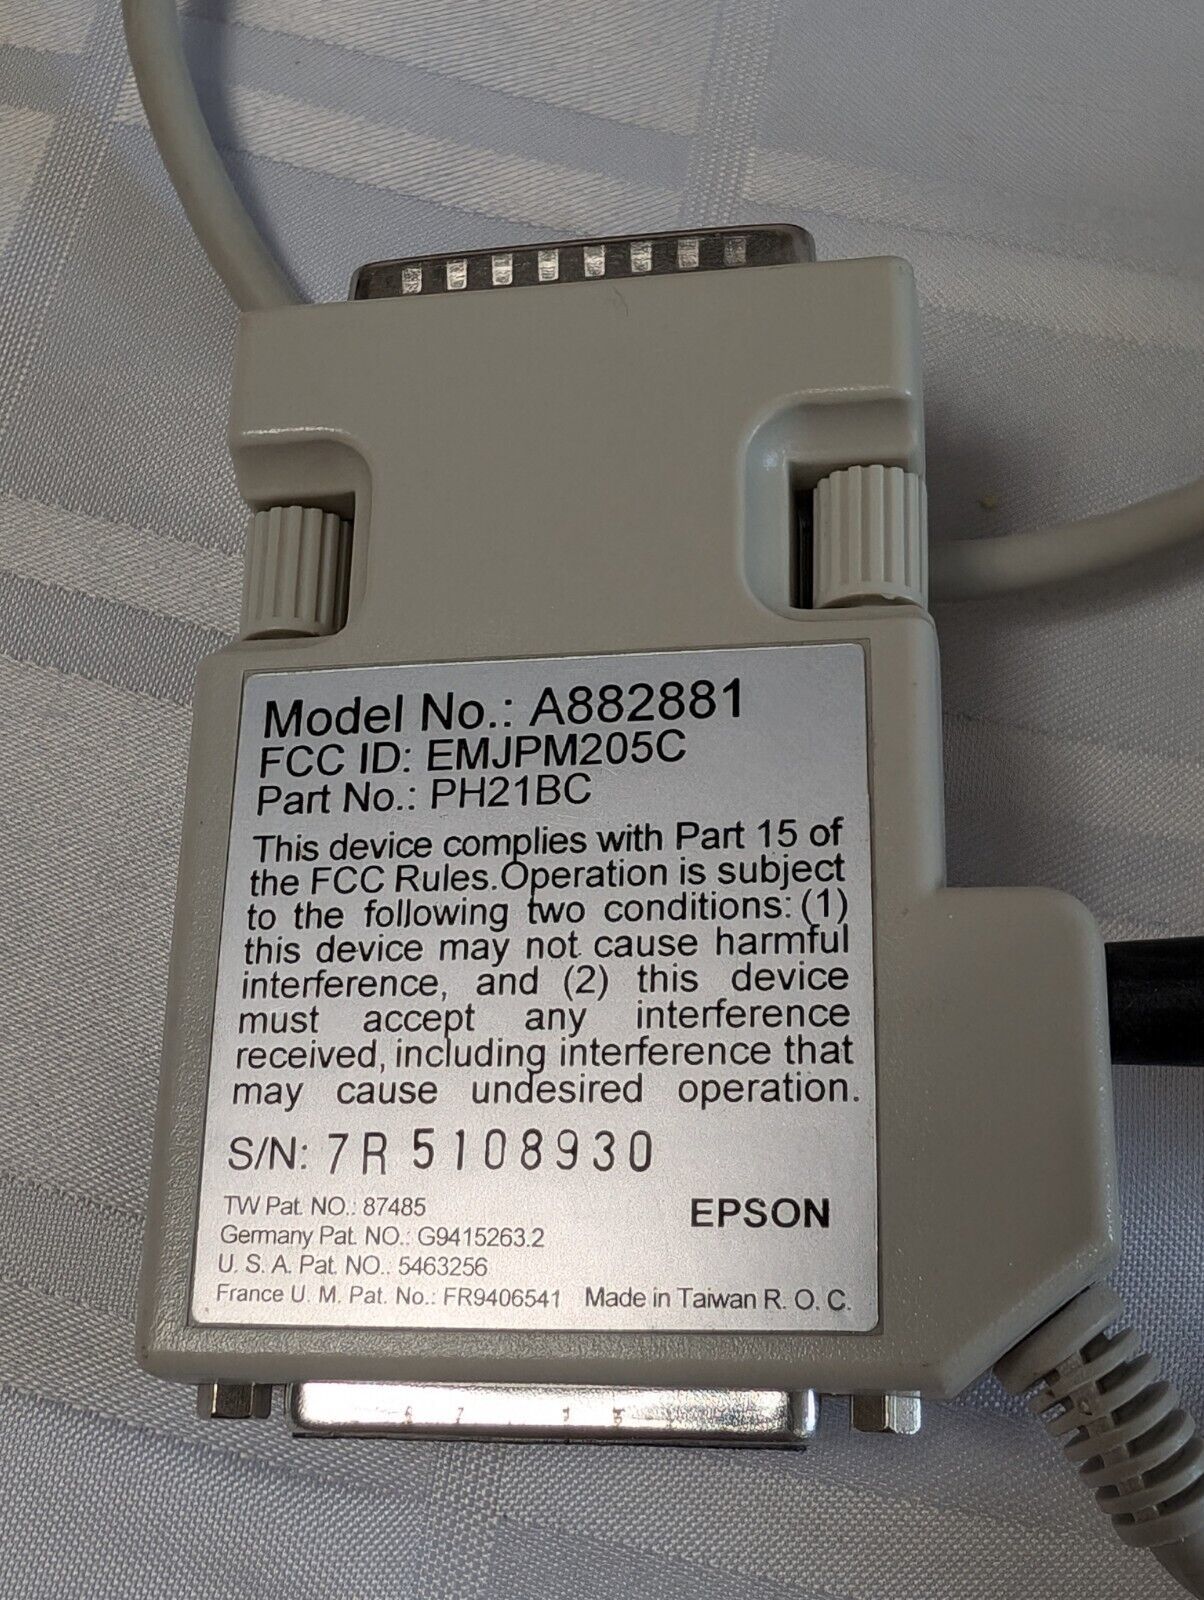 Model No.: A882881
FCC ID: EMJPM205C
Part No.: PH21BC
This device complies with Part 15 of
the FCC Rules.Operation is subject
to the following two conditions: (1)
this device may not cause harmful
interference, and (2) this device
must accept any interference
received, including interference that
may cause undesired operation.
S/N: 7R 5108930
TW Pat. NO.: 87485
EPSON
Germany Pat. NO.: G9415263.2
U. S. A. Pat. NO.. 5463256
France U. M. Pat. No.: FR9406541 Made in Taiwan R. O. C.